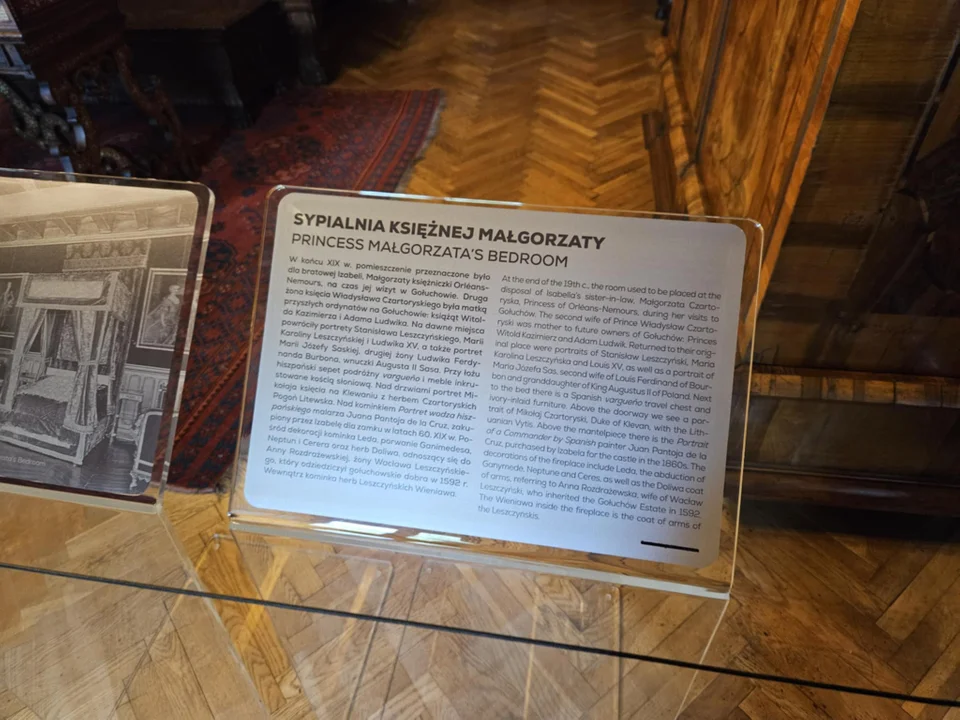 SYPIALNIA KSIĘŻNEJ MAŁGORZATY
PRINCESS MAŁGORZATA'S BEDROOM
W końcu XIX w. pomieszczenie przeznaczone było
dla bratowej Izabeli, Małgorzaty księżniczki Orléans-
Nemours, na czas jej wizyt w Gołuchowie. Druga
żona księcia Władysława Czartoryskiego była matką
przyszłych ordynatów na Gołuchowie: książąt Witol-
da Kazimierza i Adama Ludwika. Na dawne miejsca
powróciły portrety Stanisława Leszczyńskiego, Marii
Karoliny Leszczyńskiej i Ludwika XV, a także portret
Marii Józefy Saskiej, drugiej żony Ludwika Ferdy-
nanda Burbona, wnuczki Augusta II Sasa. Przy łożu
hiszpański sepet podróżny vargueño i meble inkru-
stowane kością słoniową. Nad drzwiami portret Mi-
kołaja księcia na Klewaniu z herbem Czartoryskich
Pogoń Litewska. Nad kominkiem Portret wodza hisz-
pańskiego malarza Juana Pantoja de la Cruz, zaku-
piony przez Izabelę dla zamku w latach 60. XIX w. Po-
śród dekoracji kominka Leda, porwanie Ganimedesa,
Neptun i Cerera oraz herb Daliwa, odnoszący się do
Anny Rozdrażewskiej, żony Wacława Leszczyńskie-
go, który odziedziczył gołuchowskie dobra w 1592 r.
Wewnątrz kominka herb Leszczyńskich Wieniawa.
At the end of the 19th c., the room used to be placed at the
disposal of Isabella's sister-in-law, Małgorzata Czarto-
ryska, Princess of Orléans-Nemours, during her visits to
Gołuchów. The second wife of Prince Władysław Czarto-
ryski was mother to future owners of Gołuchów: Princes
Witold Kazimierz and Adam Ludwik. Returned to their orig-
inal place were portraits of Stanisław Leszczyński, Maria
Karolina Leszczyńska and Louis XV, as well as a portrait of
Maria Józefa Sas, second wife of Louis Ferdinand of Bour-
bon and granddaughter of King Augustus II of Poland. Next
to the bed there is a Spanish vargueño travel chest and
ivory-inlaid furniture. Above the doorway we see a por-
trait of Mikołaj Czartoryski, Duke of Klevan, with the Lith-
uanian Vytis. Above the mantelpiece there is the Portrait
of a Commander by Spanish painter Juan Pantoja de la
Cruz, purchased by Izabela for the castle in the 1860s. The
decorations of the fireplace include Leda, the abduction of
Ganymede, Neptune and Ceres, as well as the Doliwa coat
of arms, referring to Anna Rozdrażewska, wife of Wacław
Leszczyński, who inherited the Gołuchów Estate in 1592.
The Wieniawa inside the fireplace is the coat of arms of
the Leszczyńskis.
Bedroom